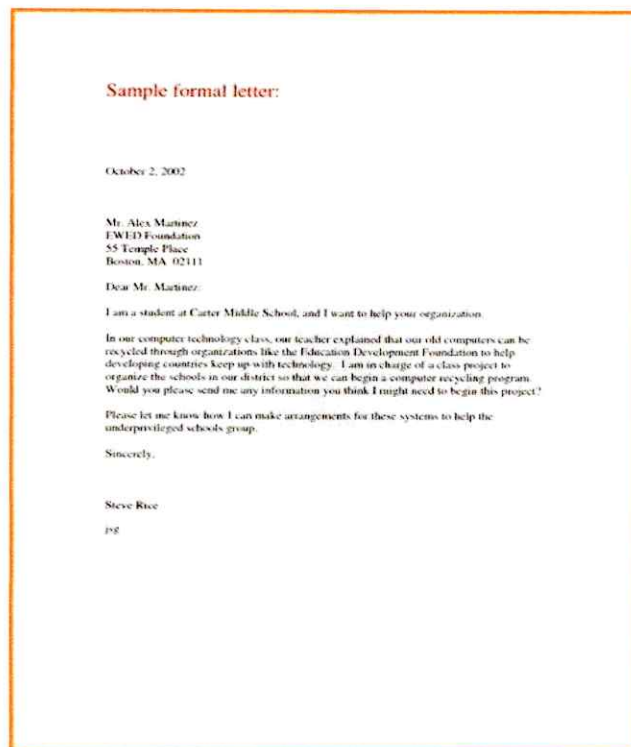 Sample formal letter:
October 2, 2002
Mr. Alex Martinez
EWED Foundation
55 Temple Place
Boston, MA 02111
Dear Mr. Martinez:
I am a student at Carter Middle School, and I want to help your organization.
In our computer technology class, our teacher explained that our old computers can be
recycled through organizations like the Education Development Foundation to help
developing countries keep up with technology. I am in charge of a class project to
organize the schools in our district so that we can begin a computer recycling program.
Would you please send me any information you think I might need to begin this project?
Please let me know how I can make arrangements for these systems to help the
underprivileged schools group.
Sincerely,
Steve Rice